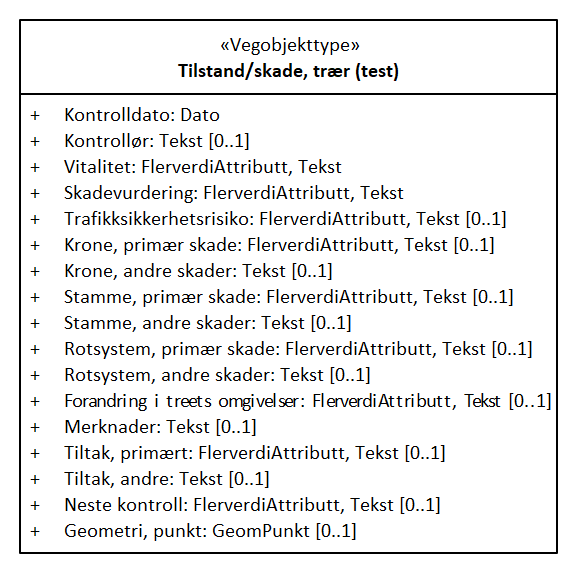 «Vegobjekttype»
Tilstand/skade, trær (test)
+ Kontrolldato: Dato
+ Kontrollør: Tekst [0..1]
+ Vitalitet: FlerverdiAttributt, Tekst
+ Skadevurdering: FlerverdiAttributt, Tekst
+ Trafikksikkerhetsrisiko: FlerverdiAttributt, Tekst [0..1]
+ Krone, primær skade: FlerverdiAttributt, Tekst [0..1]
+ Krone, andre skader: Tekst [0..1]
+ Stamme, primær skade: FlerverdiAttributt, Tekst [0..1]
+ Stamme, andre skader: Tekst [0..1]
+ Rotsystem, primær skade: FlerverdiAttributt, Tekst [0..1]
+ Rotsystem, andre skader: Tekst [0..1]
+ Forandring i treets omgivelser: FlerverdiAttributt, Tekst [0..1]
+ Merknader: Tekst [0..1]
+ Tiltak, primært: FlerverdiAttributt, Tekst [0..1]
+ Tiltak, andre: Tekst [0..1]
+ Neste kontroll: FlerverdiAttributt, Tekst [0..1]
+ Geometri, punkt: GeomPunkt [0..1]